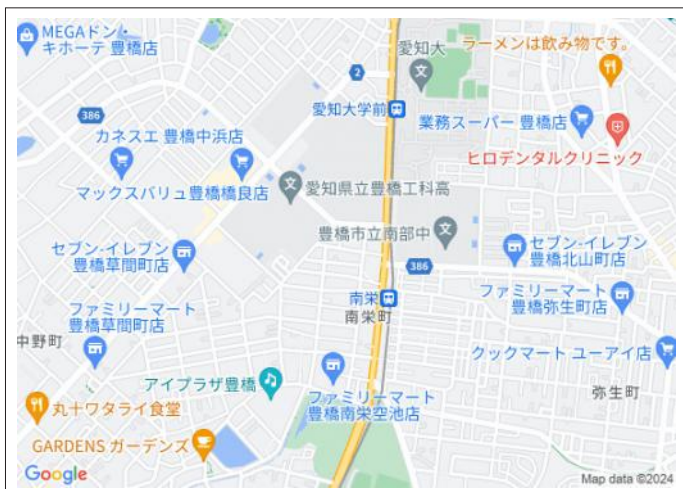 MEGAドン・
キホーテ 豊橋店
愛知大
ラーメンは飲み物です。
2
386
愛知大学前
業務スーパー 豊橋店
カネスエ 豊橋中浜店
ヒロデンタルクリニック
マックスバリュ豊橋橋良店
愛知県立豊橋工科高
豊橋市立南部中
セブン-イレブン
豊橋草間町店
セブン-イレブン
豊橋北山町店
386
南栄
南栄町
ファミリーマート
豊橋弥生町店
ファミリーマート
豊橋草間町店
中野町
クックマート ユーアイ店
アイプラザ豊橋
ファミリーマート
豊橋南栄空池店
弥生町
丸十ワタライ食堂
GARDENS ガーデンズ
Google
Map data ©2024